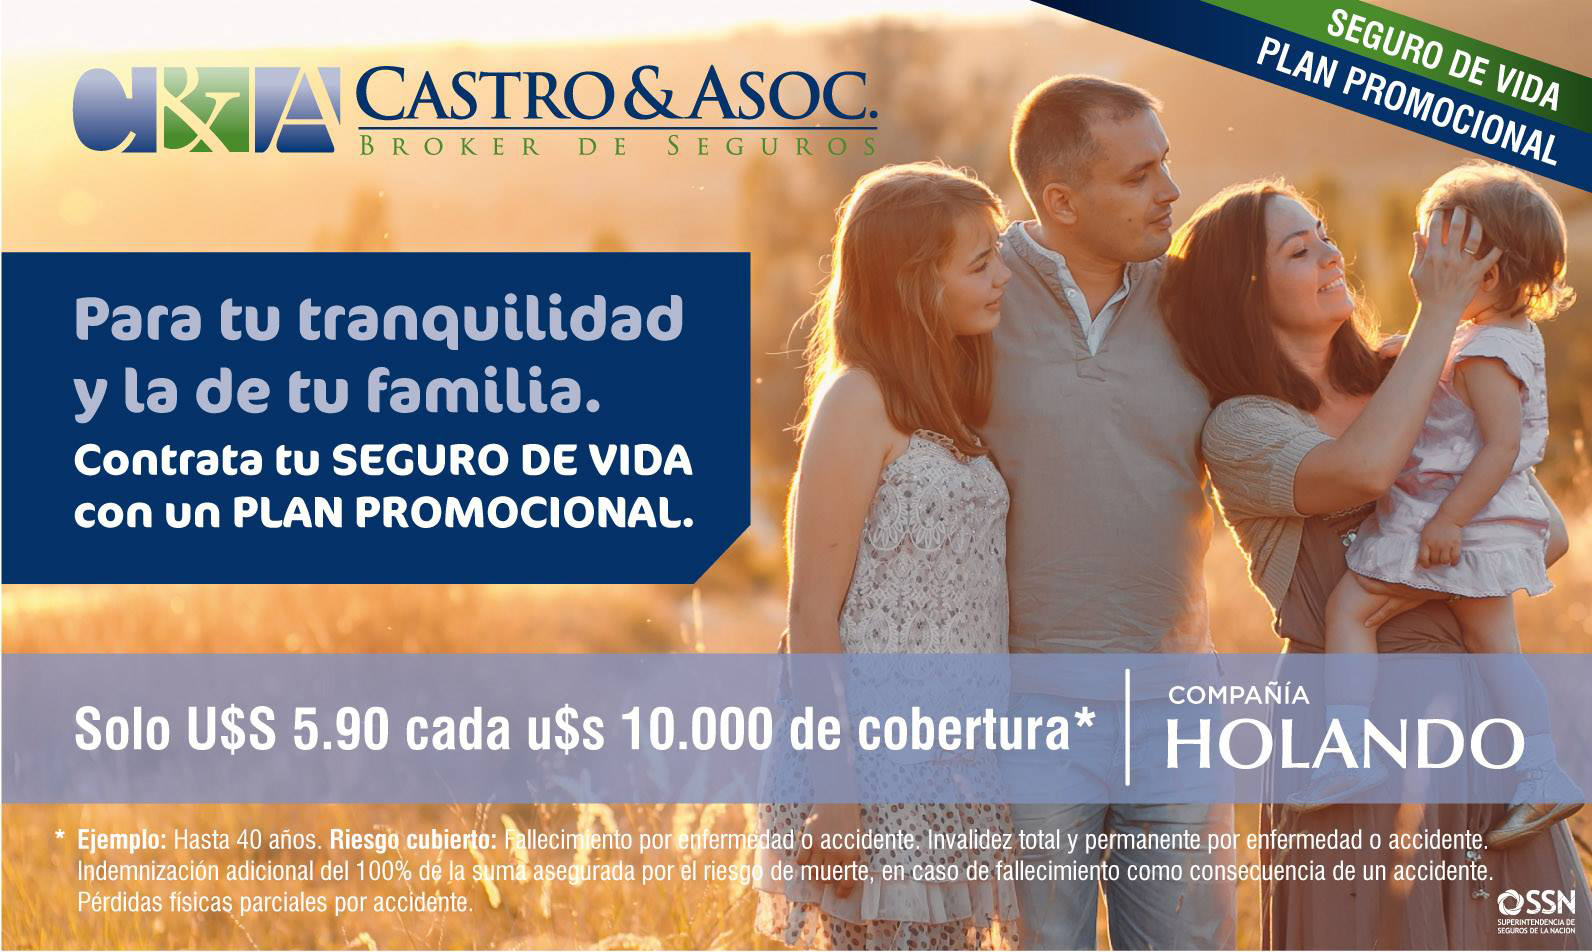 C&A CASTRO & ASOC.
BROKER DE SEGUROS
SEGURO DE VIDA
PLAN PROMOCIONAL
Para tu tranquilidad
y la de tu familia.
Contrata tu SEGURO DE VIDA
con un PLAN PROMOCIONAL.
Solo U$S 5.90 cada u$s 10.000 de cobertura*
COMPAÑÍA
HOLANDO
* Ejemplo: Hasta 40 años. Riesgo cubierto: Fallecimiento por enfermedad o accidente. Invalidez total y permanente por enfermedad o accidente.
Indemnización adicional del 100% de la suma asegurada por el riesgo de muerte, en caso de fallecimiento como consecuencia de un accidente.
Pérdidas físicas parciales por accidente.
SSN
SUPERINTENDENCIA DE
SEGUROS DE LA NACION